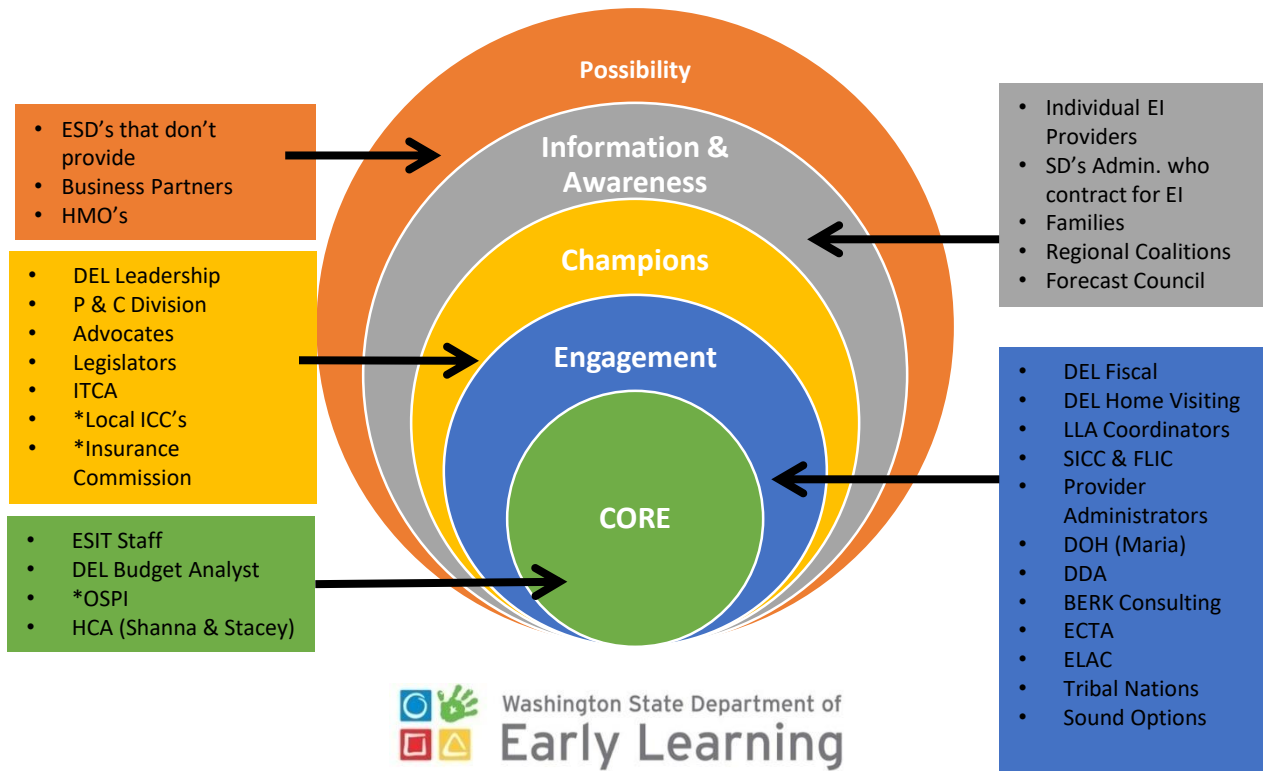 Possibility
Information &
Awareness
Champions
Engagement
CORE
• ESD's that don't
provide
• Business Partners
• HMO's
• DEL Leadership
• P & C Division
• Advocates
• Legislators
• ITCA
• *Local ICC's
• *Insurance
Commission
• ESIT Staff
• DEL Budget Analyst
• *OSPI
• HCA (Shanna & Stacey)
• Individual EI
Providers
• SD's Admin. who
contract for EI
• Families
• Regional Coalitions
• Forecast Council
• DEL Fiscal
• DEL Home Visiting
• LLA Coordinators
• SICC & FLIC
• Provider
Administrators
• DOH (Maria)
• DDA
• BERK Consulting
• ECTA
• ELAC
• Tribal Nations
• Sound Options
Washington State Department of
Early Learning